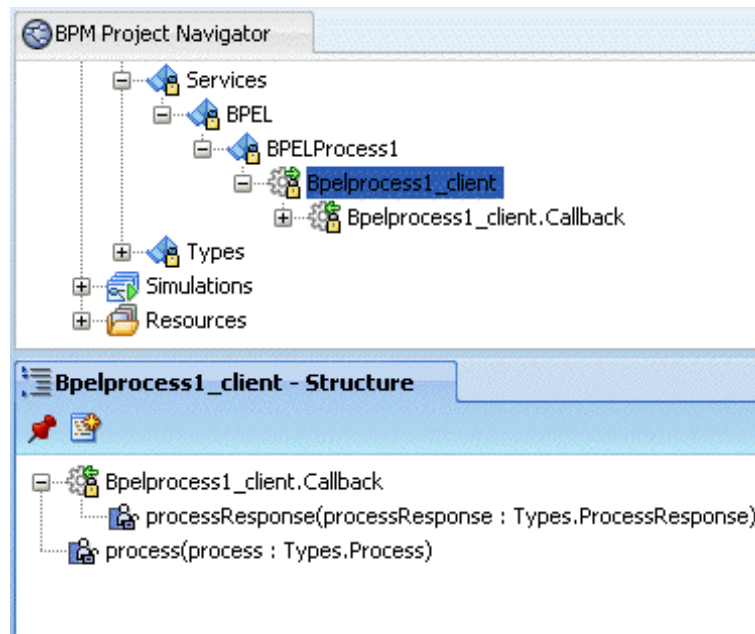 BPM Project Navigator
Services
BPEL
BPELProcess1
Bpelprocess1_client
Bpelprocess1_client.Callback
Types
Simulations
Resources
Bpelprocess1_client - Structure
Bpelprocess1_client.Callback
processResponse(processResponse : Types.ProcessResponse)
process(process : Types.Process)